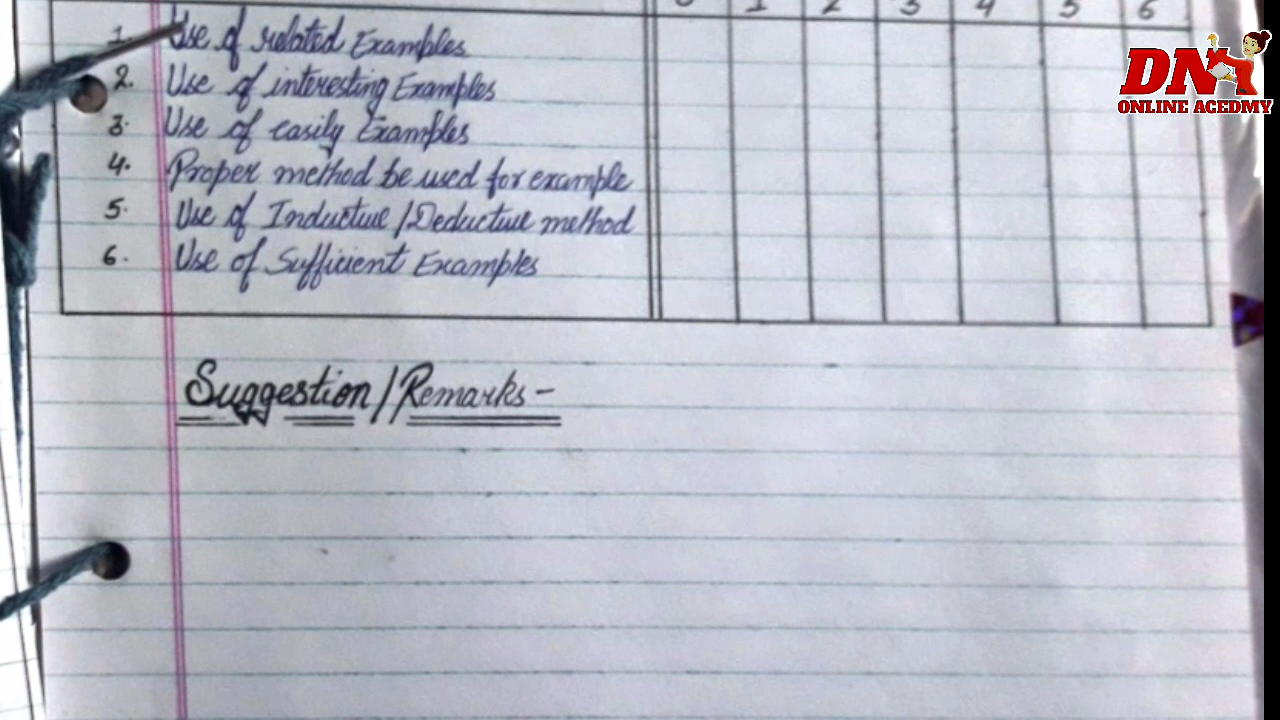 0 1 2 3 4 5 6
1. Use of related Examples
2. Use of interesting Examples
3. Use of easily Examples
4. Proper method be used for example
5. Use of Inductive/Deductive method
6. Use of Sufficient Examples
Suggestion/Remarks-
DNA
ONLINE ACEDMY